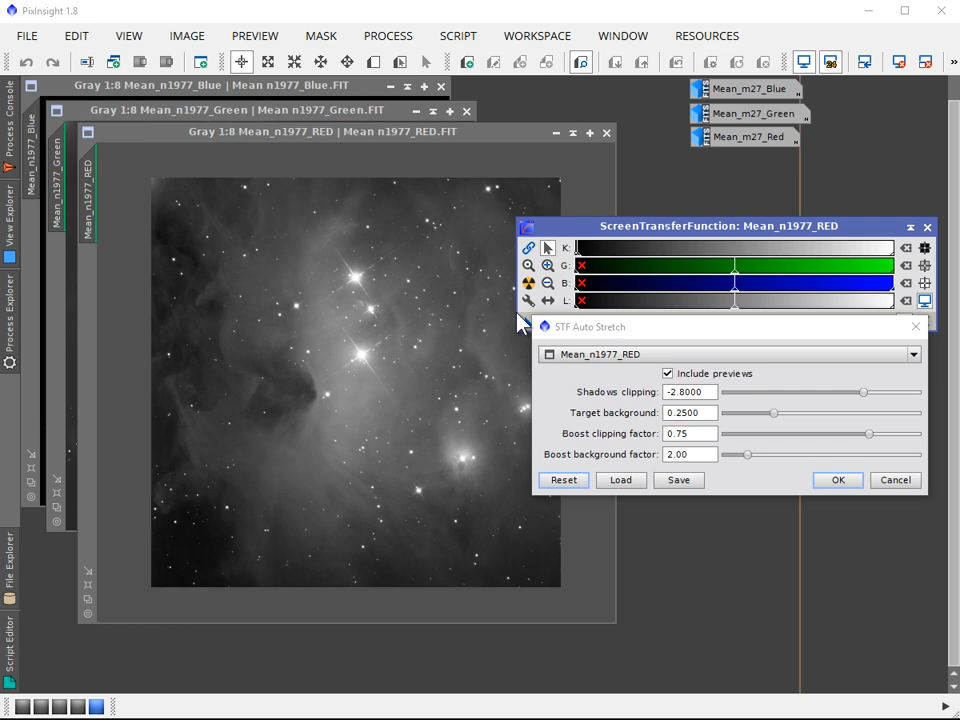 PixInsight 1.8
FILE EDIT VIEW IMAGE PREVIEW MASK PROCESS SCRIPT WORKSPACE WINDOW RESOURCES
»
Process Console
View Explorer
Process Explorer
File Explorer
Script Editor
Gray 1:8 Mean_n1977_Blue | Mean n1977_Blue.FIT
Mean_n1977_Blue
Gray 1:8 Mean_n1977_Green | Mean n1977_Green.FIT
Mean_n1977_Green
Gray 1:8 Mean_n1977_RED | Mean n1977_RED.FIT
Mean_n1977_RED
FITS Mean_m27_Blue
FITS Mean_m27_Green
FITS Mean_m27_Red
ScreenTransferFunction: Mean_n1977_RED
K:
G:
B:
L:
STF Auto Stretch
Mean_n1977_RED
Include previews
Shadows clipping: -2.8000
Target background: 0.2500
Boost clipping factor: 0.75
Boost background factor: 2.00
Reset Load Save OK Cancel